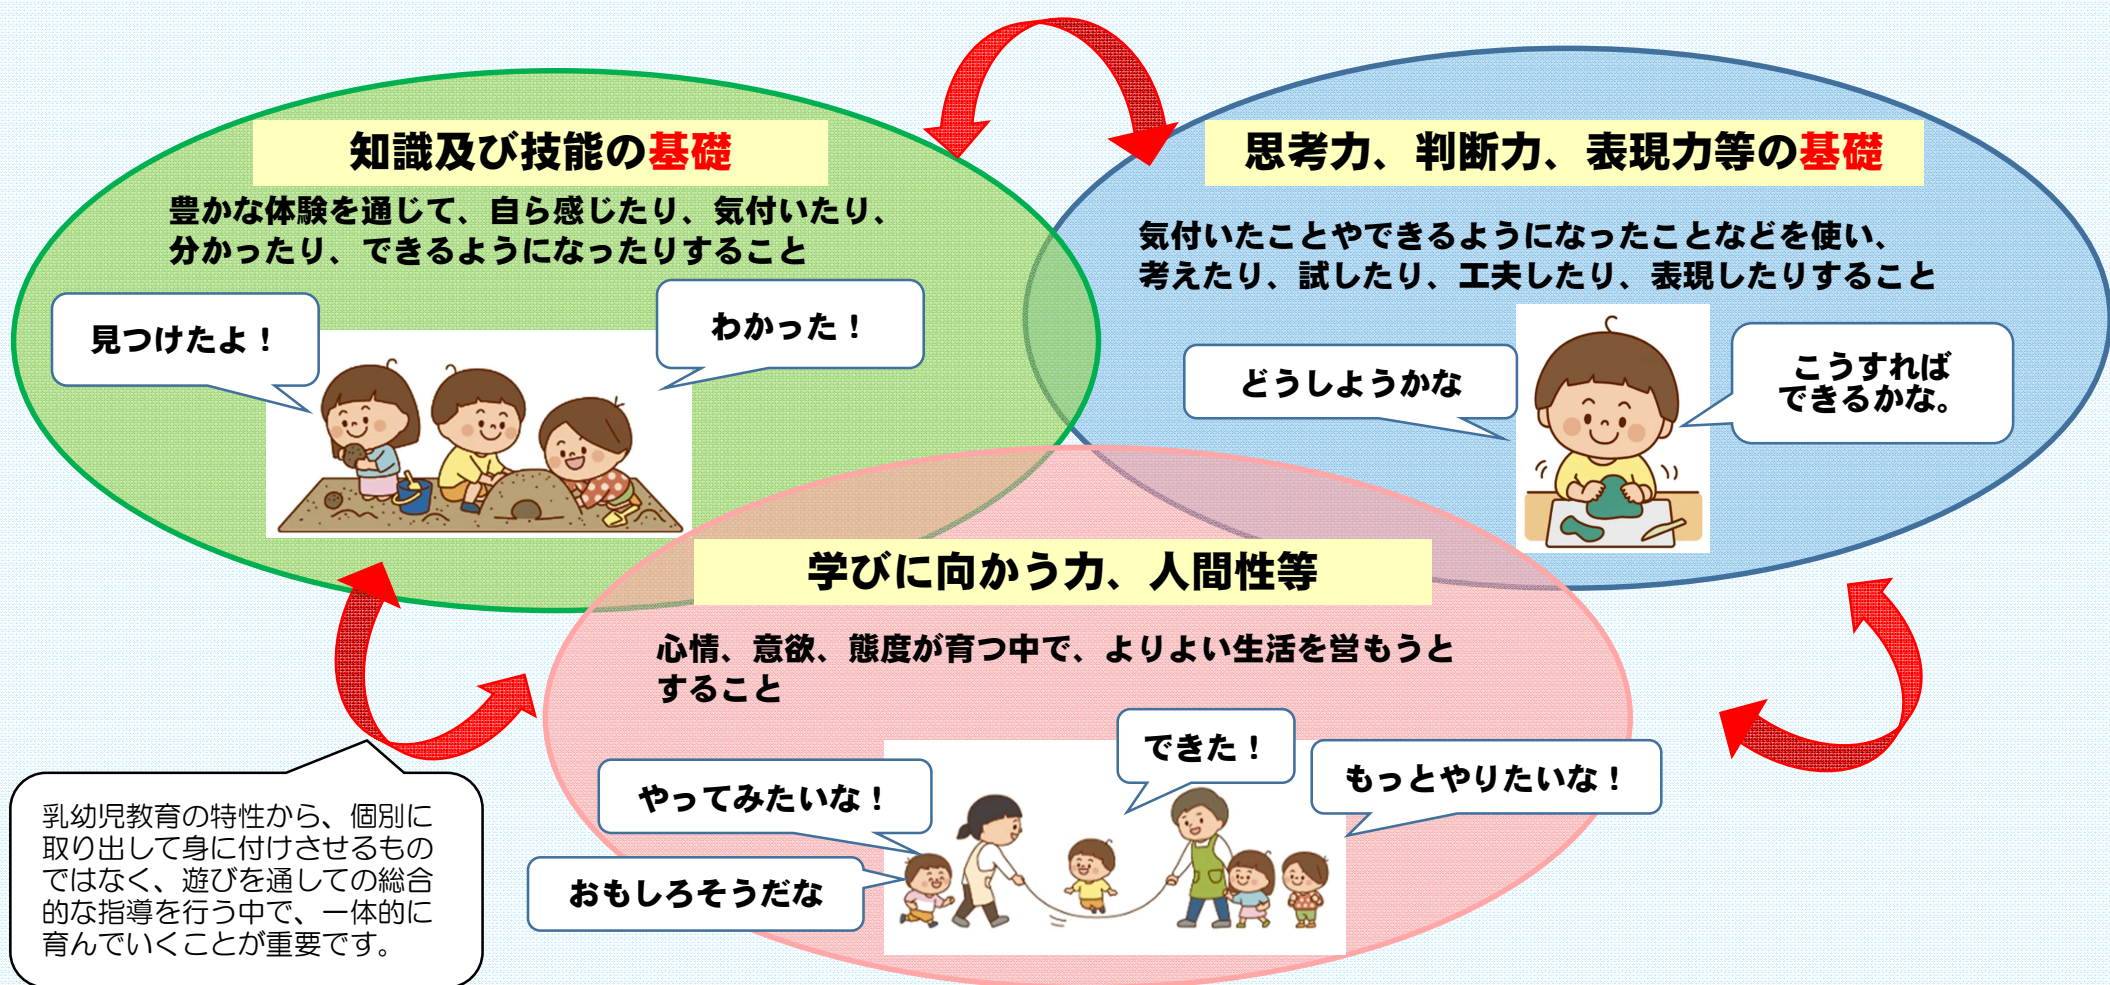 知識及び技能の基礎
豊かな体験を通じて、自ら感じたり、気付いたり、
分かったり、できるようになったりすること
見つけたよ！
わかった！
思考力、判断力、表現力等の基礎
気付いたことやできるようになったことなどを使い、
考えたり、試したり、工夫したり、表現したりすること
どうしようかな
こうすれば
できるかな。
学びに向かう力、人間性等
心情、意欲、態度が育つ中で、よりよい生活を営もうと
すること
できた！
やってみたいな！
もっとやりたいな！
おもしろそうだな
乳幼児教育の特性から、個別に
取り出して身に付けさせるもの
ではなく、遊びを通しての総合
的な指導を行う中で、一体的に
育んでいくことが重要です。